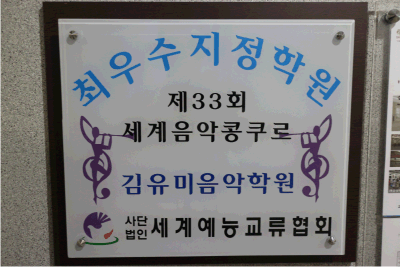 최우수지정학원
제33회
세계음악콩쿠르
김유미음악학원
사단법인 세계예능교류협회